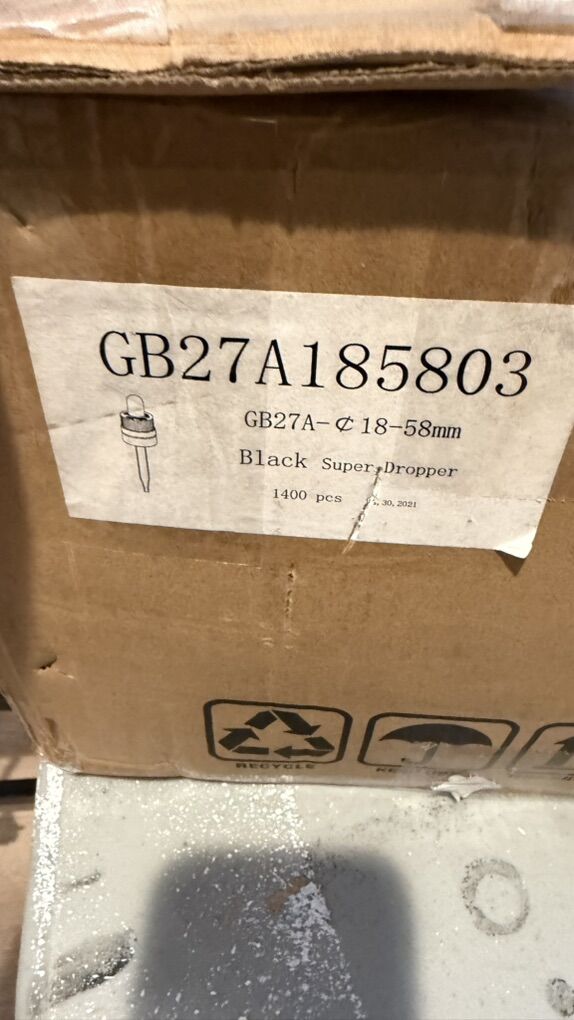 GB27A185803
GB27A-₵ 18-58mm
Black Super Dropper
1400 pcs 30, 2021
RECYCLE